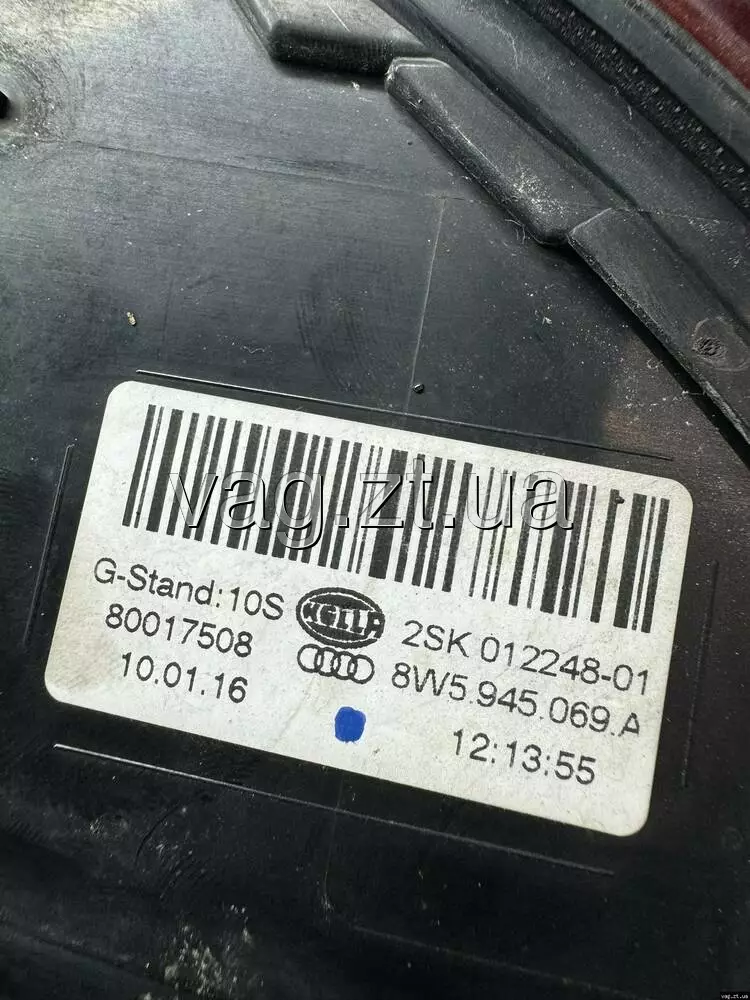 vag.zt.ua
G-Stand:10S
80017508
10.01.16
HELLA
2SK 012248-01
8W5.945.069.A
12:13:55
vag.zt.ua